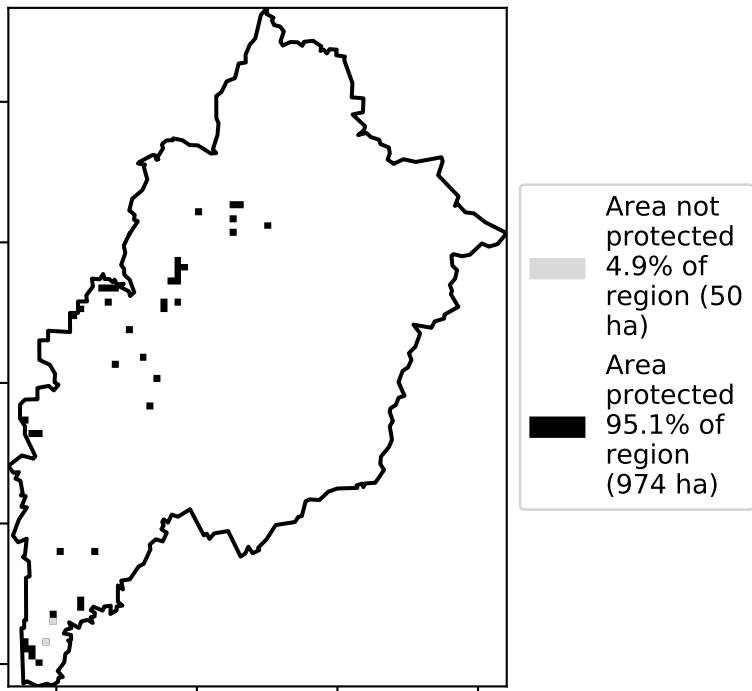 Area not
protected
4.9% of
region (50
ha)
Area
protected
95.1% of
region
(974 ha)